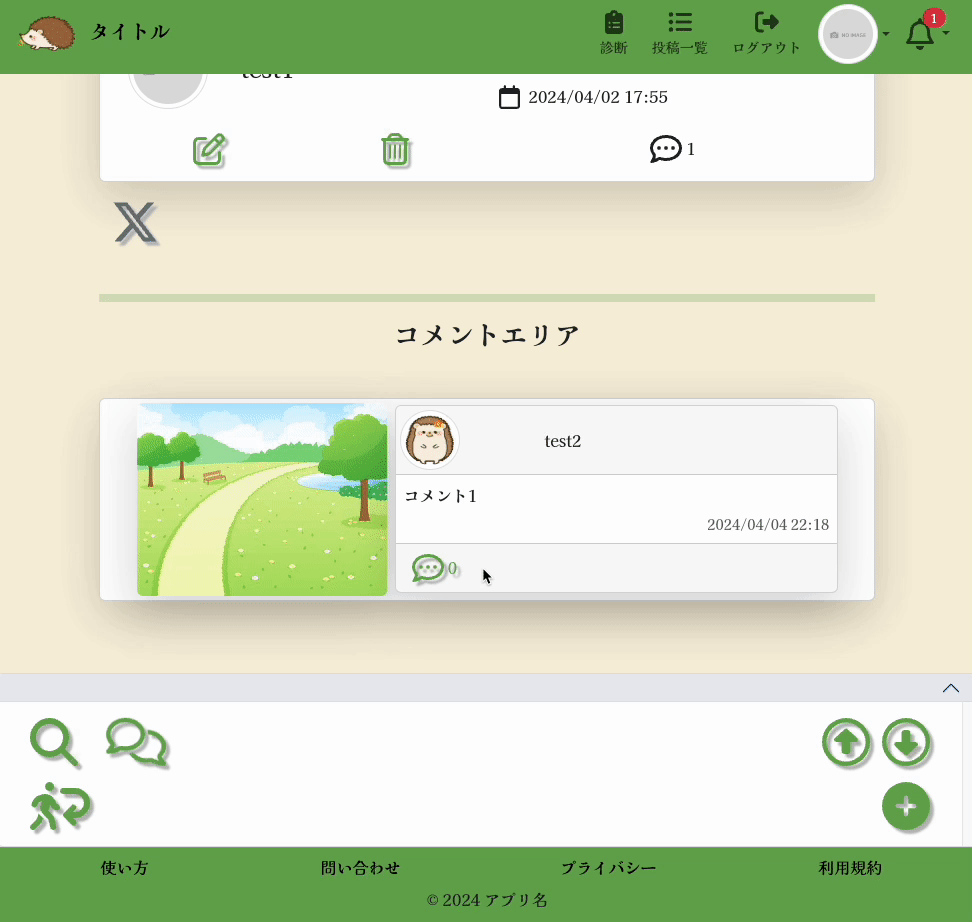 タイトル
診断
投稿一覧
ログアウト
NO IMAGE
1
test1
2024/04/02 17:55
1
コメントエリア
test2
コメント1
2024/04/04 22:18
0
使い方
問い合わせ
プライバシー
利用規約
© 2024 アプリ名